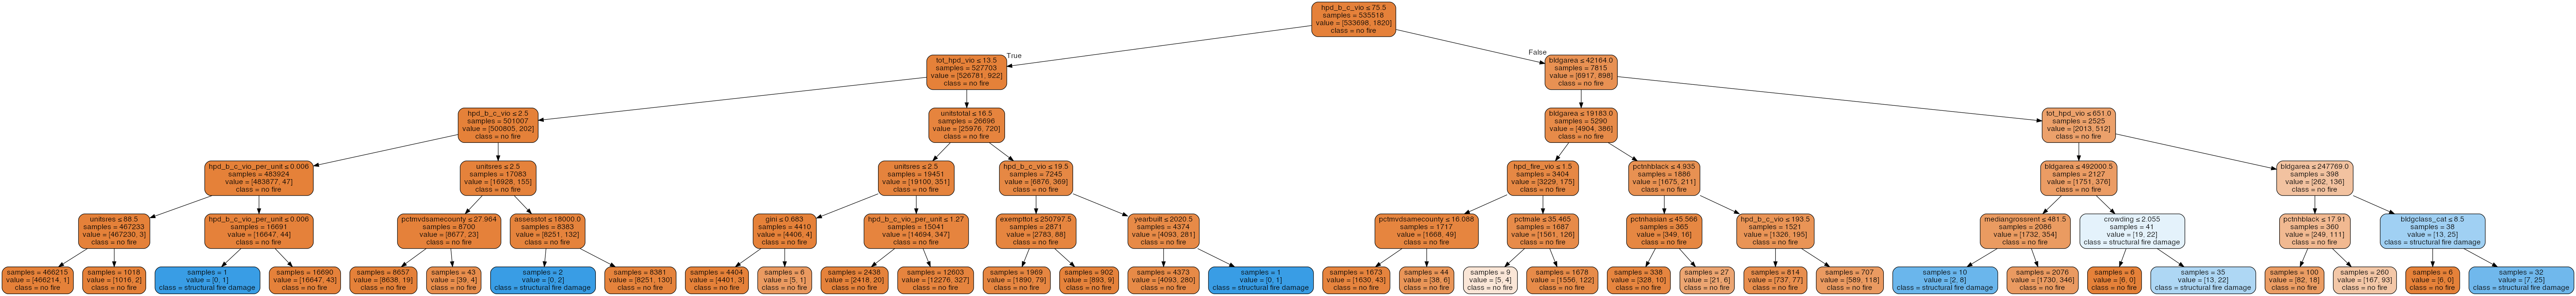 hpd_b_c_vio ≤ 75.5
samples = 535518
value = [533698, 1820]
class = no fire
True
False
tot_hpd_vio ≤ 13.5
samples = 527703
value = [526781, 922]
class = no fire
bldgarea ≤ 42164.0
samples = 7815
value = [6917, 898]
class = no fire
hpd_b_c_vio ≤ 2.5
samples = 501007
value = [500805, 202]
class = no fire
unitstotal ≤ 16.5
samples = 26696
value = [25976, 720]
class = no fire
bldgarea ≤ 19183.0
samples = 5290
value = [4904, 386]
class = no fire
tot_hpd_vio ≤ 651.0
samples = 2525
value = [2013, 512]
class = no fire
hpd_b_c_vio_per_unit ≤ 0.006
samples = 483924
value = [483877, 47]
class = no fire
unitsres ≤ 2.5
samples = 17083
value = [16928, 155]
class = no fire
unitsres ≤ 2.5
samples = 19451
value = [19100, 351]
class = no fire
hpd_b_c_vio ≤ 19.5
samples = 7245
value = [6876, 369]
class = no fire
hpd_fire_vio ≤ 1.5
samples = 3404
value = [3229, 175]
class = no fire
pctnhblack ≤ 4.935
samples = 1886
value = [1675, 211]
class = no fire
bldgarea ≤ 492000.5
samples = 2127
value = [1751, 376]
class = no fire
bldgarea ≤ 247769.0
samples = 398
value = [262, 136]
class = no fire
unitsres ≤ 88.5
samples = 467233
value = [467230, 3]
class = no fire
hpd_b_c_vio_per_unit ≤ 0.006
samples = 16691
value = [16647, 44]
class = no fire
pctmvdsamecounty ≤ 27.964
samples = 8700
value = [8677, 23]
class = no fire
assesstot ≤ 18000.0
samples = 8383
value = [8251, 132]
class = no fire
gini ≤ 0.683
samples = 4410
value = [4406, 4]
class = no fire
hpd_b_c_vio_per_unit ≤ 1.27
samples = 15041
value = [14694, 347]
class = no fire
exempttot ≤ 250797.5
samples = 2871
value = [2783, 88]
class = no fire
yearbuilt ≤ 2020.5
samples = 4374
value = [4093, 281]
class = no fire
pctmvdsamecounty ≤ 16.088
samples = 1717
value = [1668, 49]
class = no fire
pctmale ≤ 35.465
samples = 1687
value = [1561, 126]
class = no fire
pctnhasian ≤ 45.566
samples = 365
value = [349, 16]
class = no fire
hpd_b_c_vio ≤ 193.5
samples = 1521
value = [1326, 195]
class = no fire
mediangrossrent ≤ 481.5
samples = 2086
value = [1732, 354]
class = no fire
crowding ≤ 2.055
samples = 41
value = [19, 22]
class = structural fire damage
pctnhblack ≤ 17.91
samples = 360
value = [249, 111]
class = no fire
bldgclass_cat ≤ 8.5
samples = 38
value = [13, 25]
class = structural fire damage
samples = 466215
value = [466214, 1]
class = no fire
samples = 1018
value = [1016, 2]
class = no fire
samples = 1
value = [0, 1]
class = structural fire damage
samples = 16690
value = [16647, 43]
class = no fire
samples = 8657
value = [8638, 19]
class = no fire
samples = 43
value = [39, 4]
class = no fire
samples = 2
value = [0, 2]
class = structural fire damage
samples = 8381
value = [8251, 130]
class = no fire
samples = 4404
value = [4401, 3]
class = no fire
samples = 6
value = [5, 1]
class = no fire
samples = 2438
value = [2418, 20]
class = no fire
samples = 12603
value = [12276, 327]
class = no fire
samples = 1969
value = [1890, 79]
class = no fire
samples = 902
value = [893, 9]
class = no fire
samples = 4373
value = [4093, 280]
class = no fire
samples = 1
value = [0, 1]
class = structural fire damage
samples = 1673
value = [1630, 43]
class = no fire
samples = 44
value = [38, 6]
class = no fire
samples = 9
value = [5, 4]
class = no fire
samples = 1678
value = [1556, 122]
class = no fire
samples = 338
value = [328, 10]
class = no fire
samples = 27
value = [21, 6]
class = no fire
samples = 814
value = [737, 77]
class = no fire
samples = 707
value = [589, 118]
class = no fire
samples = 10
value = [2, 8]
class = structural fire damage
samples = 2076
value = [1730, 346]
class = no fire
samples = 6
value = [6, 0]
class = no fire
samples = 35
value = [13, 22]
class = structural fire damage
samples = 100
value = [82, 18]
class = no fire
samples = 260
value = [167, 93]
class = no fire
samples = 6
value = [6, 0]
class = no fire
samples = 32
value = [7, 25]
class = structural fire damage